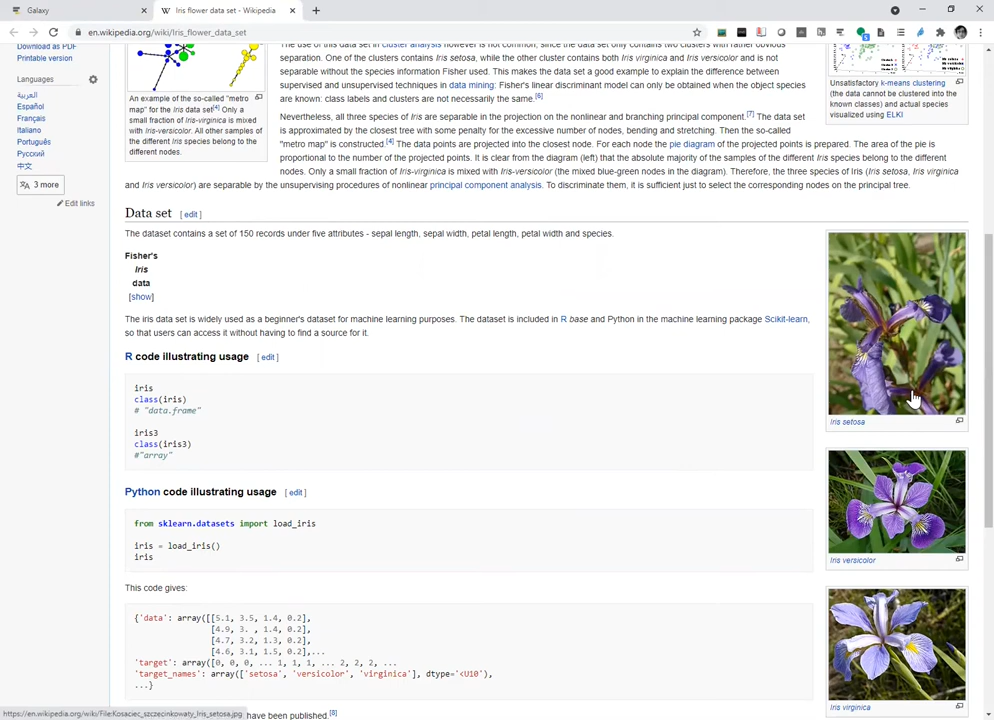 Galaxy
Iris flower data set - Wikipedia
en.wikipedia.org/wiki/Iris_flower_data_set
Download as PDF
Printable version
Languages
العربية
Español
Français
Italiano
Português
Русский
中文
3 more
Edit links
An example of the so-called "metro
map" for the Iris data set[4] Only a
small fraction of Iris-virginica is mixed
with Iris-versicolor. All other samples of
the different Iris species belong to the
different nodes.
The use of this data set in cluster analysis however is not common, since the data set only contains two clusters with rather obvious
separation. One of the clusters contains Iris setosa, while the other cluster contains both Iris virginica and Iris versicolor and is not
separable without the species information Fisher used. This makes the data set a good example to explain the difference between
supervised and unsupervised techniques in data mining: Fisher's linear discriminant model can only be obtained when the object species
are known: class labels and clusters are not necessarily the same.[6]
Nevertheless, all three species of Iris are separable in the projection on the nonlinear and branching principal component.[7] The data set
is approximated by the closest tree with some penalty for the excessive number of nodes, bending and stretching. Then the so-called
"metro map" is constructed.[4] The data points are projected into the closest node. For each node the pie diagram of the projected points is prepared. The area of the pie is
proportional to the number of the projected points. It is clear from the diagram (left) that the absolute majority of the samples of the different Iris species belong to the different
nodes. Only a small fraction of Iris-virginica is mixed with Iris-versicolor (the mixed blue-green nodes in the diagram). Therefore, the three species of Iris (Iris setosa, Iris virginica
and Iris versicolor) are separable by the unsupervising procedures of nonlinear principal component analysis. To discriminate them, it is sufficient just to select the corresponding nodes on the principal tree.
Unsatisfactory k-means clustering
(the data cannot be clustered into the
known classes) and actual species
visualized using ELKI
Data set [ edit ]
The dataset contains a set of 150 records under five attributes - sepal length, sepal width, petal length, petal width and species.
Fisher's
Iris
data
[show]
The iris data set is widely used as a beginner's dataset for machine learning purposes. The dataset is included in R base and Python in the machine learning package Scikit-learn,
so that users can access it without having to find a source for it.
R code illustrating usage [ edit ]
iris
class(iris)
# "data.frame"
iris3
class(iris3)
#"array"
Python code illustrating usage [ edit ]
from sklearn.datasets import load_iris
iris = load_iris()
iris
This code gives:
{'data': array([[5.1, 3.5, 1.4, 0.2],
[4.9, 3. , 1.4, 0.2],
[4.7, 3.2, 1.3, 0.2],
[4.6, 3.1, 1.5, 0.2],...
'target': array([0, 0, 0, ... 1, 1, 1, ... 2, 2, 2, ...
'target_names': array(['setosa', 'versicolor', 'virginica'], dtype='<U10'),
...}
have been published.[8]
Iris setosa
Iris versicolor
Iris virginica
https://en.wikipedia.org/wiki/File:Kosaciec_szczecinkowaty_Iris_setosa.jpg